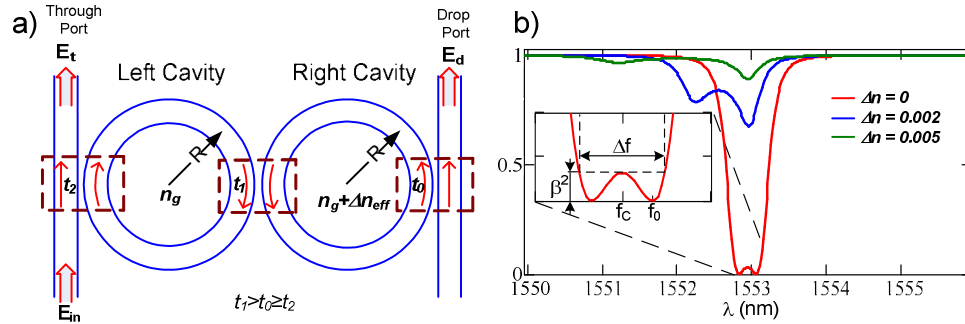 a)
Through
Port
E_t
Drop
Port
E_d
Left Cavity
Right Cavity
R
R
t_2
t_1
t_0
n_g
n_g+Δn_eff
E_in
t_1>t_0≥t_2
b)
1
0.5
0
Δn = 0
Δn = 0.002
Δn = 0.005
Δf
β^2
f_C
f_0
1550
1551
1552
1553
1554
1555
λ (nm)